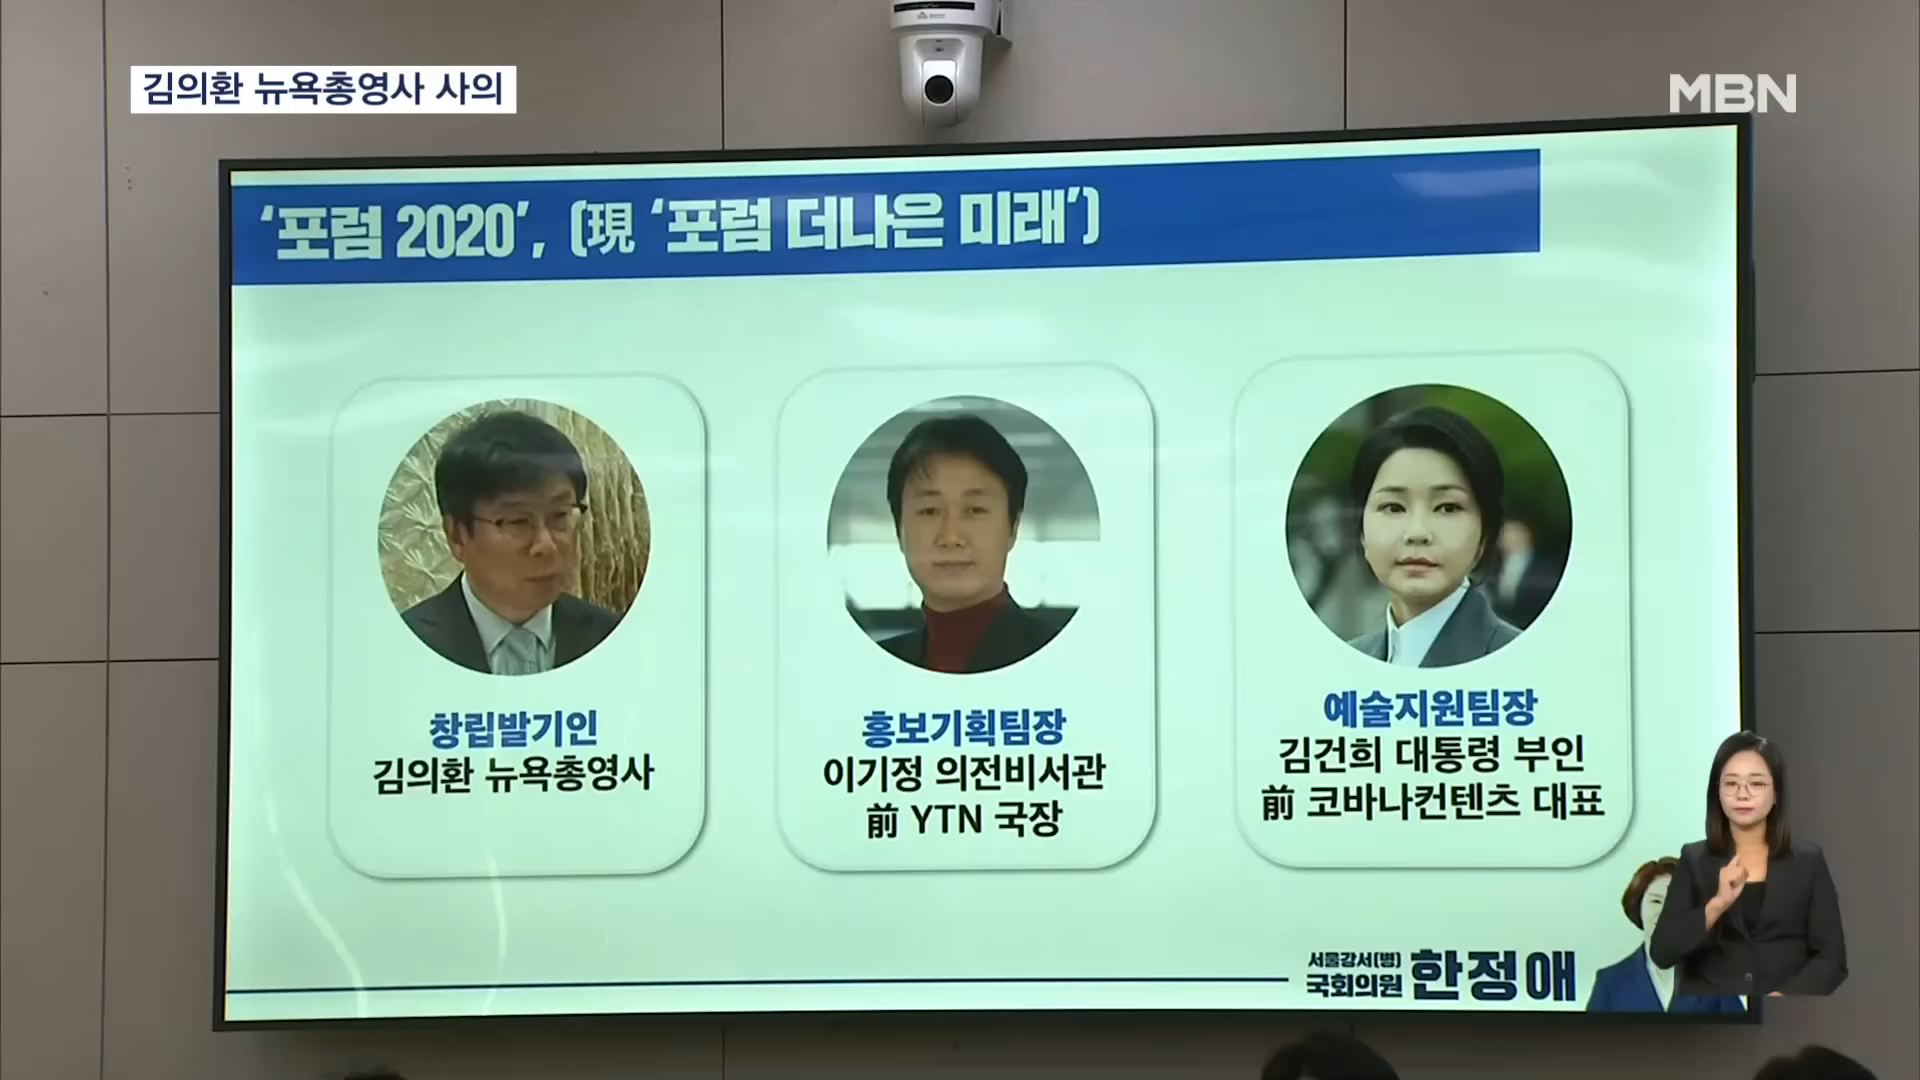 김의환 뉴욕총영사 사의
MBN
‘포럼 2020’, (現 ‘포럼 더나은 미래’)
창립발기인
김의환 뉴욕총영사
홍보기획팀장
이기정 의전비서관
前 YTN 국장
예술지원팀장
김건희 대통령 부인
前 코바나컨텐츠 대표
서울강서(병)
국회의원 한정애